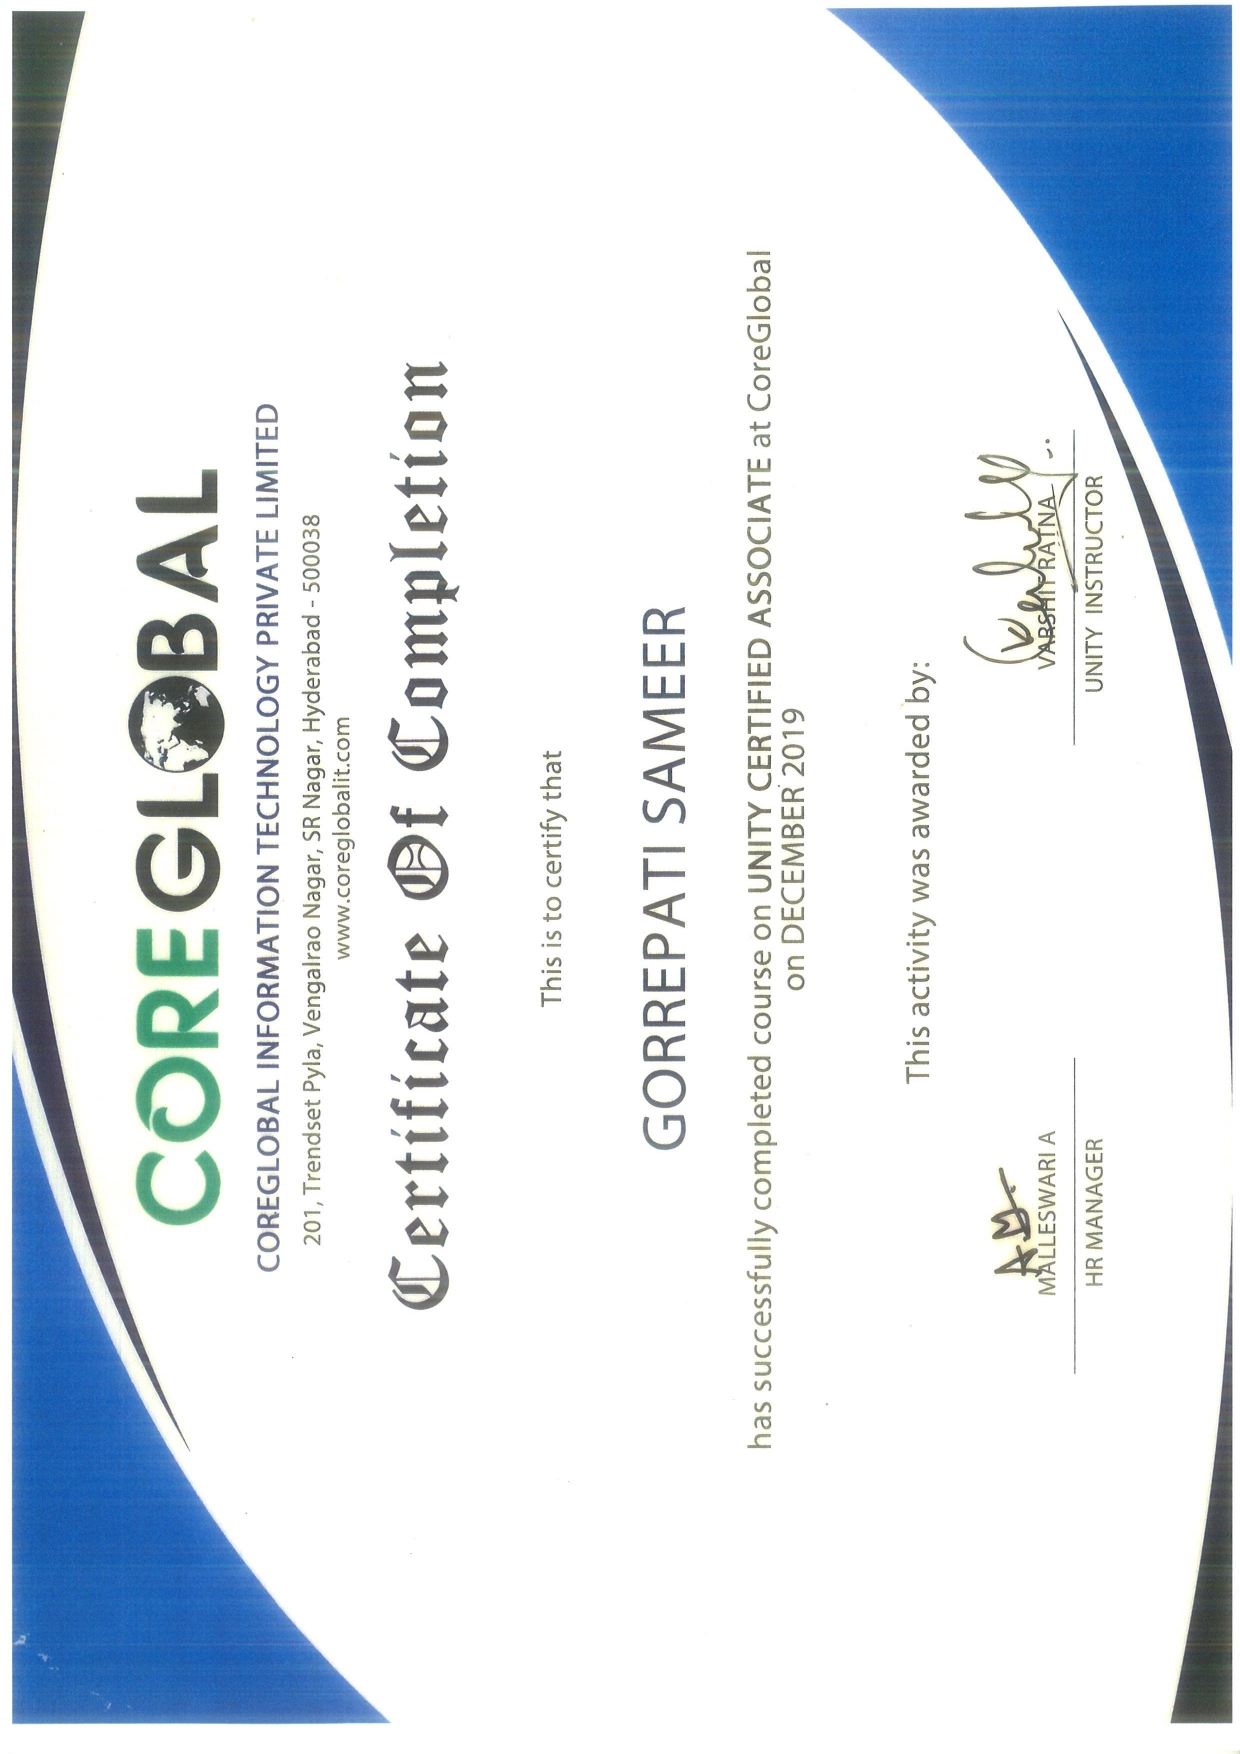 COREGLOBAL
COREGLOBAL INFORMATION TECHNOLOGY PRIVATE LIMITED
201, Trendset Pyla, Vengalrao Nagar, SR Nagar, Hyderabad - 500038
www.coreglobalit.com
Certificate Of Completion
This is to certify that
GORREPATI SAMEER
has successfully completed course on UNITY CERTIFIED ASSOCIATE at CoreGlobal
on DECEMBER 2019
This activity was awarded by:
MALLESWARI A
HR MANAGER
VARSHIT RATNA
UNITY INSTRUCTOR